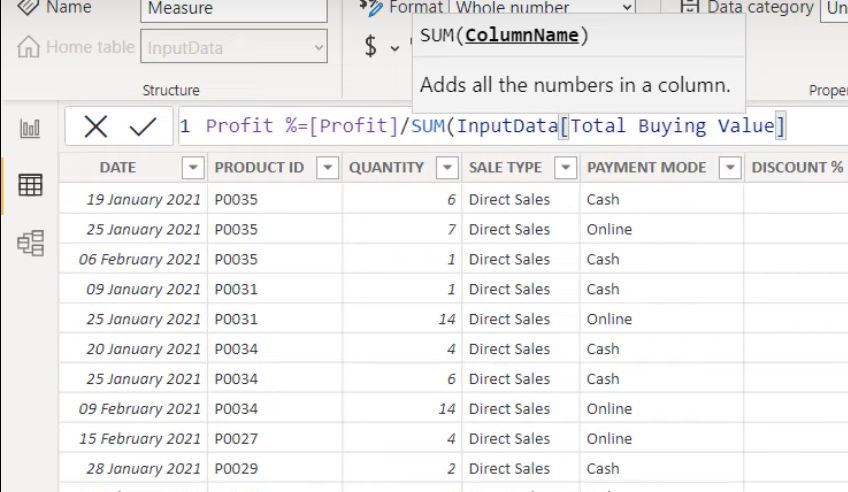 Name Measure Format Whole number Data category Un
Home table InputData $ SUM(ColumnName)
Structure Adds all the numbers in a column. Proper
1 Profit %=[Profit]/SUM(InputData[Total Buying Value]
DATE PRODUCT ID QUANTITY SALE TYPE PAYMENT MODE DISCOUNT %
19 January 2021 P0035 6 Direct Sales Cash
25 January 2021 P0035 7 Direct Sales Online
06 February 2021 P0035 1 Direct Sales Cash
09 January 2021 P0031 1 Direct Sales Cash
25 January 2021 P0031 14 Direct Sales Online
20 January 2021 P0034 4 Direct Sales Cash
25 January 2021 P0034 6 Direct Sales Cash
09 February 2021 P0034 14 Direct Sales Online
15 February 2021 P0027 4 Direct Sales Online
28 January 2021 P0029 2 Direct Sales Cash